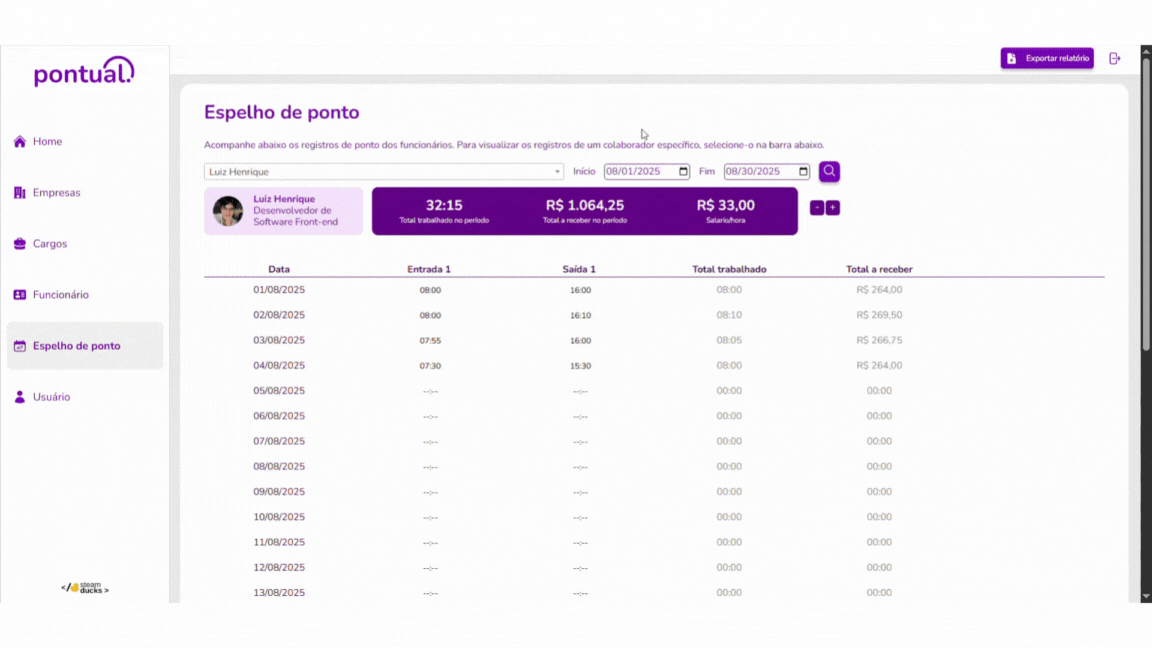 pontual.
Exportar relatório
Espelho de ponto
Acompanhe abaixo os registros de ponto dos funcionários. Para visualizar os registros de um colaborador específico, selecione-o na barra abaixo.
Luiz Henrique Início 08/01/2025 Fim 08/30/2025
Luiz Henrique
Desenvolvedor de
Software Front-end
32:15 R$ 1.064,25 R$ 33,00
Total trabalhado no período Total a receber no período Salario/hora
- +
Home
Empresas
Cargos
Funcionário
Espelho de ponto
Usuário
Data Entrada 1 Saída 1 Total trabalhado Total a receber
01/08/2025 08:00 16:00 08:00 R$ 264,00
02/08/2025 08:00 16:10 08:10 R$ 269,50
03/08/2025 07:55 16:00 08:05 R$ 266,75
04/08/2025 07:30 15:30 08:00 R$ 264,00
05/08/2025 --:-- --:-- 00:00 00:00
06/08/2025 --:-- --:-- 00:00 00:00
07/08/2025 --:-- --:-- 00:00 00:00
08/08/2025 --:-- --:-- 00:00 00:00
09/08/2025 --:-- --:-- 00:00 00:00
10/08/2025 --:-- --:-- 00:00 00:00
11/08/2025 --:-- --:-- 00:00 00:00
12/08/2025 --:-- --:-- 00:00 00:00
13/08/2025 --:-- --:-- 00:00 00:00
</ steam
ducks >